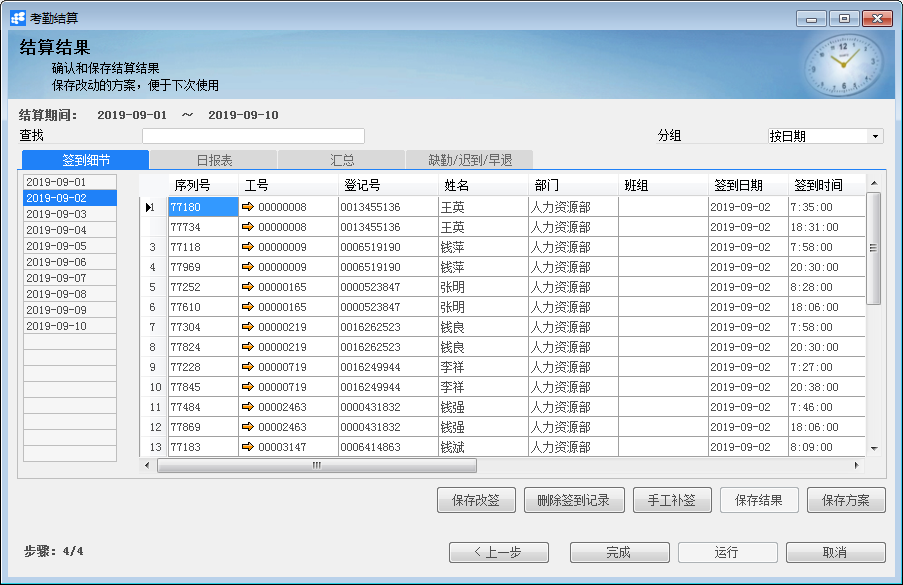 考勤结算
结算结果
确认和保存结算结果
保存改动的方案，便于下次使用
结算期间： 2019-09-01 ～ 2019-09-10
查找 分组 按日期
签到细节 日报表 汇总 缺勤/迟到/早退
2019-09-01
2019-09-02
2019-09-03
2019-09-04
2019-09-05
2019-09-06
2019-09-07
2019-09-08
2019-09-09
2019-09-10
序列号 工号 登记号 姓名 部门 班组 签到日期 签到时间
1 77180 00000008 0013455136 王英 人力资源部 2019-09-02 7:35:00
77734 00000008 0013455136 王英 人力资源部 2019-09-02 18:31:00
3 77118 00000009 0006519190 钱萍 人力资源部 2019-09-02 7:58:00
4 77969 00000009 0006519190 钱萍 人力资源部 2019-09-02 20:30:00
5 77252 00000165 0000523847 张明 人力资源部 2019-09-02 8:28:00
6 77610 00000165 0000523847 张明 人力资源部 2019-09-02 18:06:00
7 77304 00000219 0016262523 钱良 人力资源部 2019-09-02 7:58:00
8 77824 00000219 0016262523 钱良 人力资源部 2019-09-02 20:30:00
9 77228 00000719 0016249944 李祥 人力资源部 2019-09-02 7:27:00
10 77845 00000719 0016249944 李祥 人力资源部 2019-09-02 20:38:00
11 77484 00002463 0000431832 钱强 人力资源部 2019-09-02 7:46:00
12 77869 00002463 0000431832 钱强 人力资源部 2019-09-02 18:06:00
13 77183 00003147 0006414863 钱斌 人力资源部 2019-09-02 8:09:00
保存改签 删除签到记录 手工补签 保存结果 保存方案
步骤：4/4 <上一步 完成 运行 取消